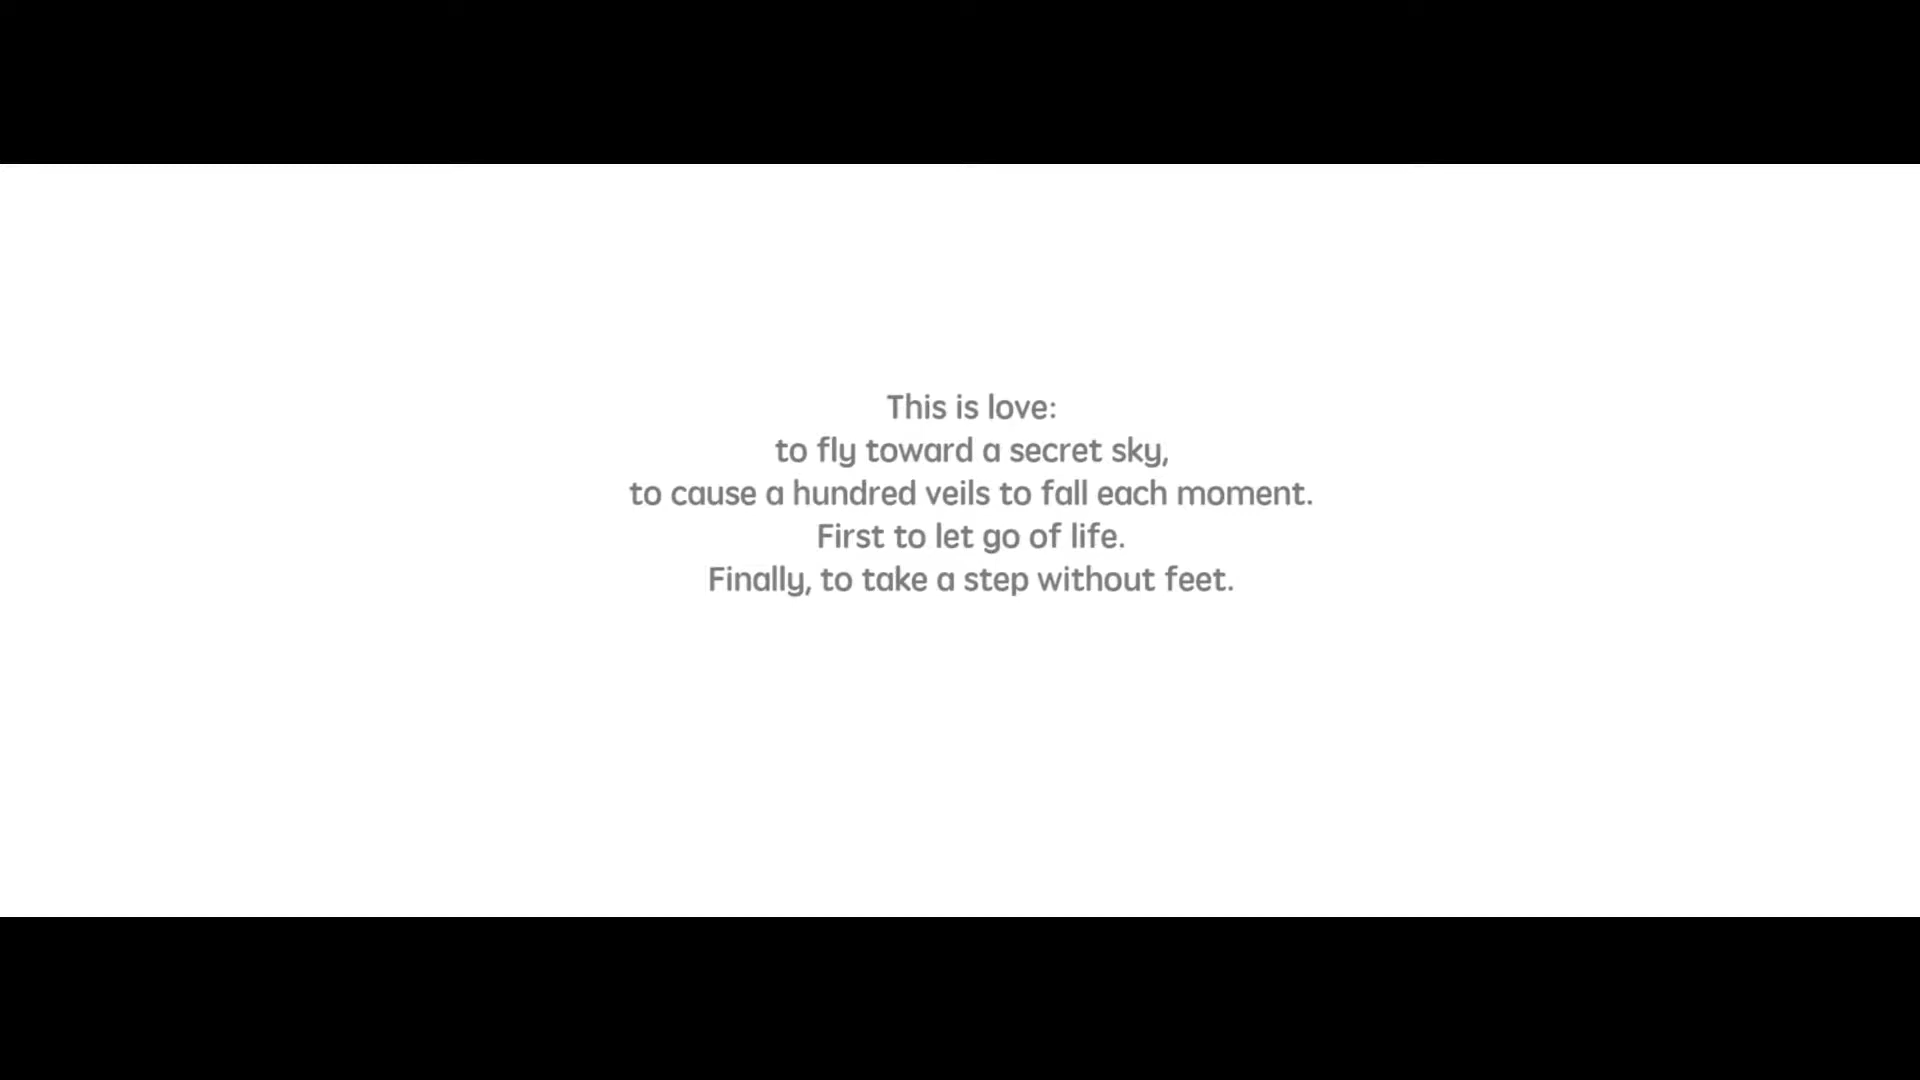 This is love:
to fly toward a secret sky,
to cause a hundred veils to fall each moment.
First to let go of life.
Finally, to take a step without feet.